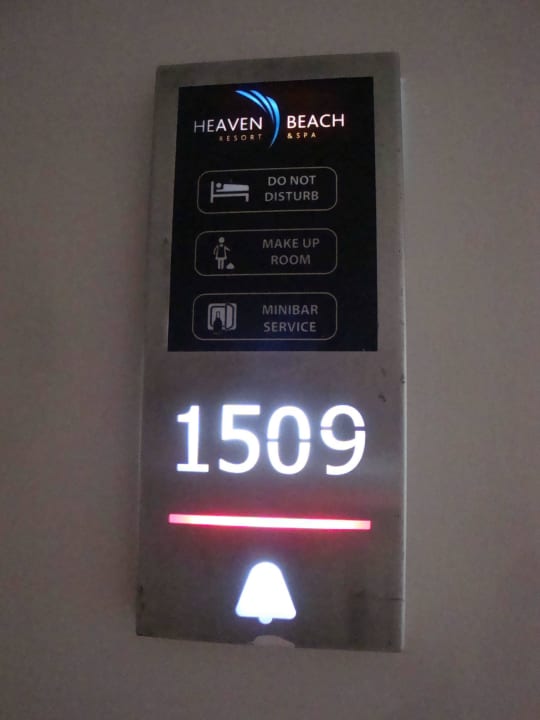 HEAVEN BEACH
RESORT & SPA
DO NOT
DISTURB
MAKE UP
ROOM
MINIBAR
SERVICE
1509